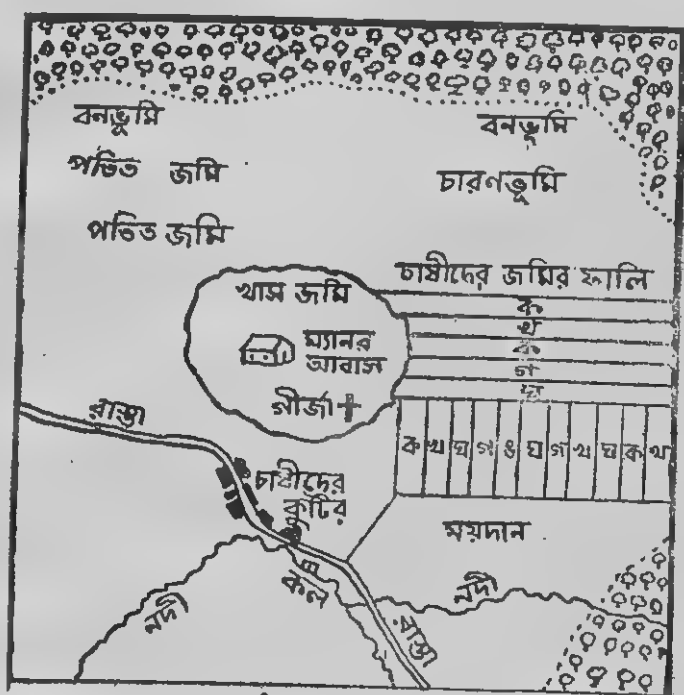 বনভূমি
বনভূমি
পতিত জমি
চারণভূমি
পতিত জমি
চাষীদের জমির ফালি
খাস জমি
ক
খ
ক
গ
ঘ
ম্যানর
আবাস
গীর্জা
রাস্তা
ক খ ঘ গ ঙ ঘ গ খ ঘ ক খ
চাষীদের
কুটির
ময়দান
কল
নদী
নদী
রাস্তা